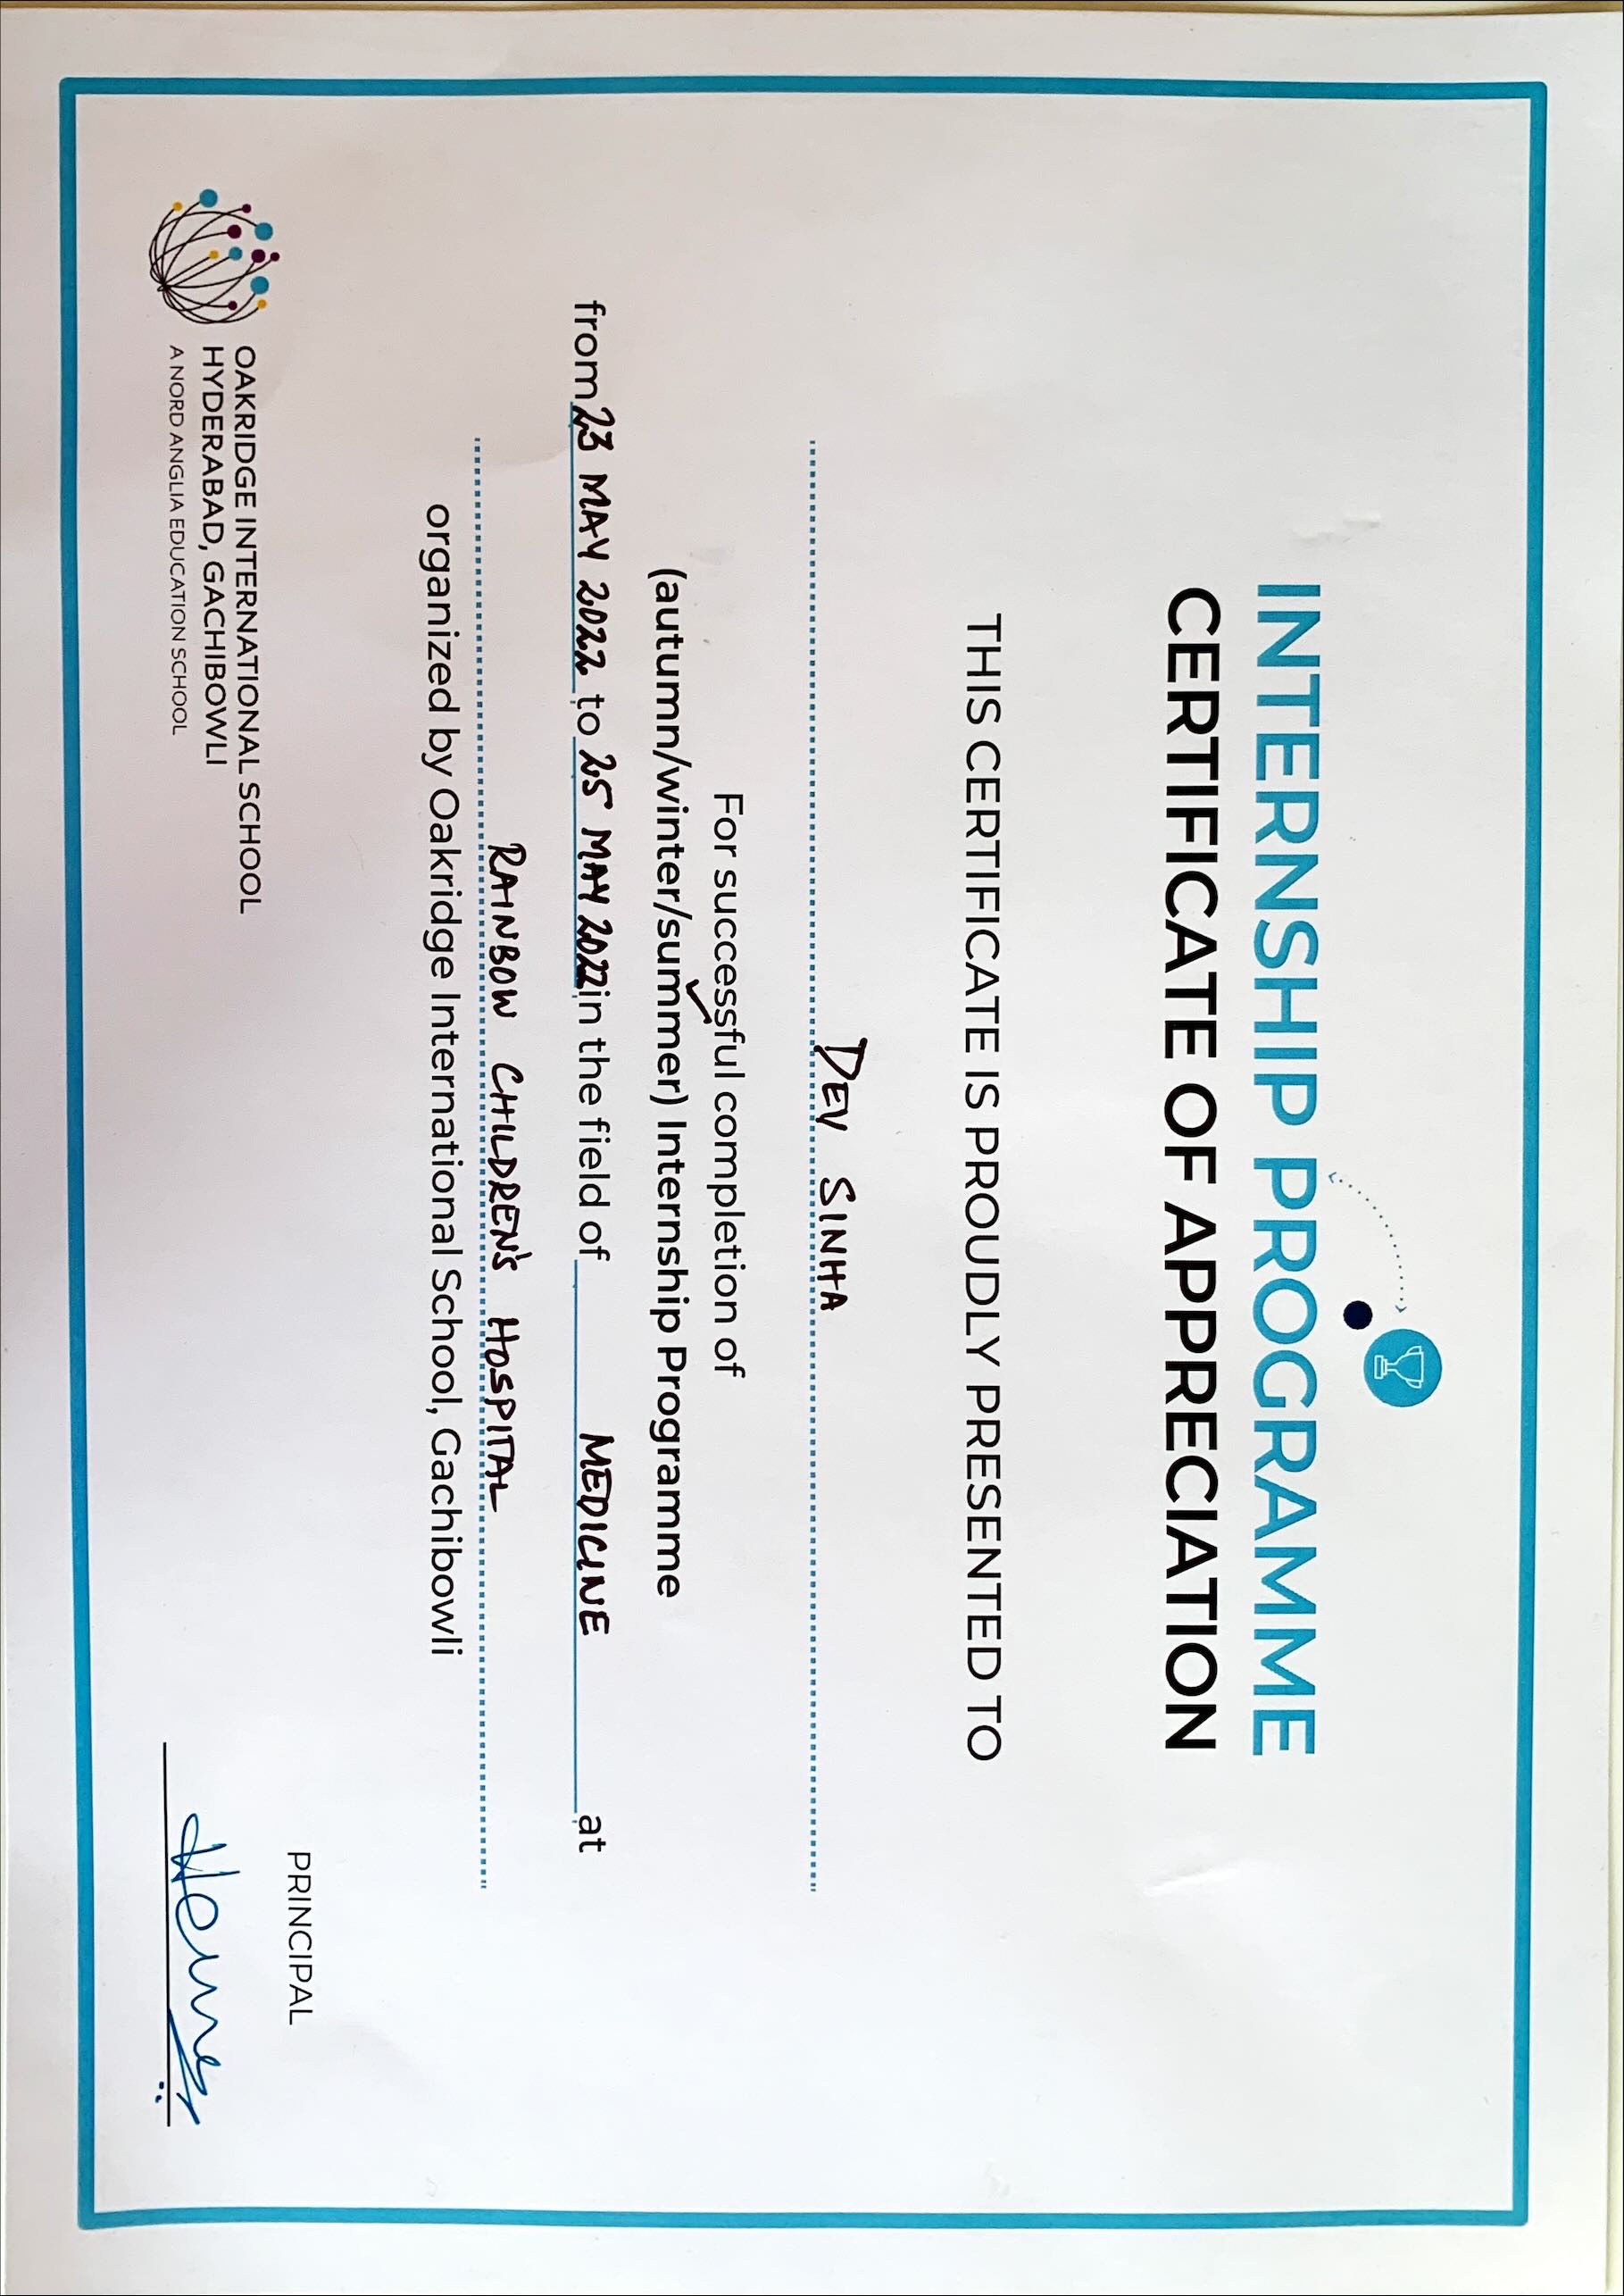 INTERNSHIP PROGRAMME
CERTIFICATE OF APPRECIATION
THIS CERTIFICATE IS PROUDLY PRESENTED TO
DEV SINHA
For successful completion of
(autumn/winter/summer) Internship Programme
from 23 MAY 2022 to 25 MAY 2022 in the field of MEDICINE at
RAINBOW CHILDREN'S HOSPITAL
organized by Oakridge International School, Gachibowli
PRINCIPAL
OAKRIDGE INTERNATIONAL SCHOOL
HYDERABAD, GACHIBOWLI
A NORD ANGLIA EDUCATION SCHOOL